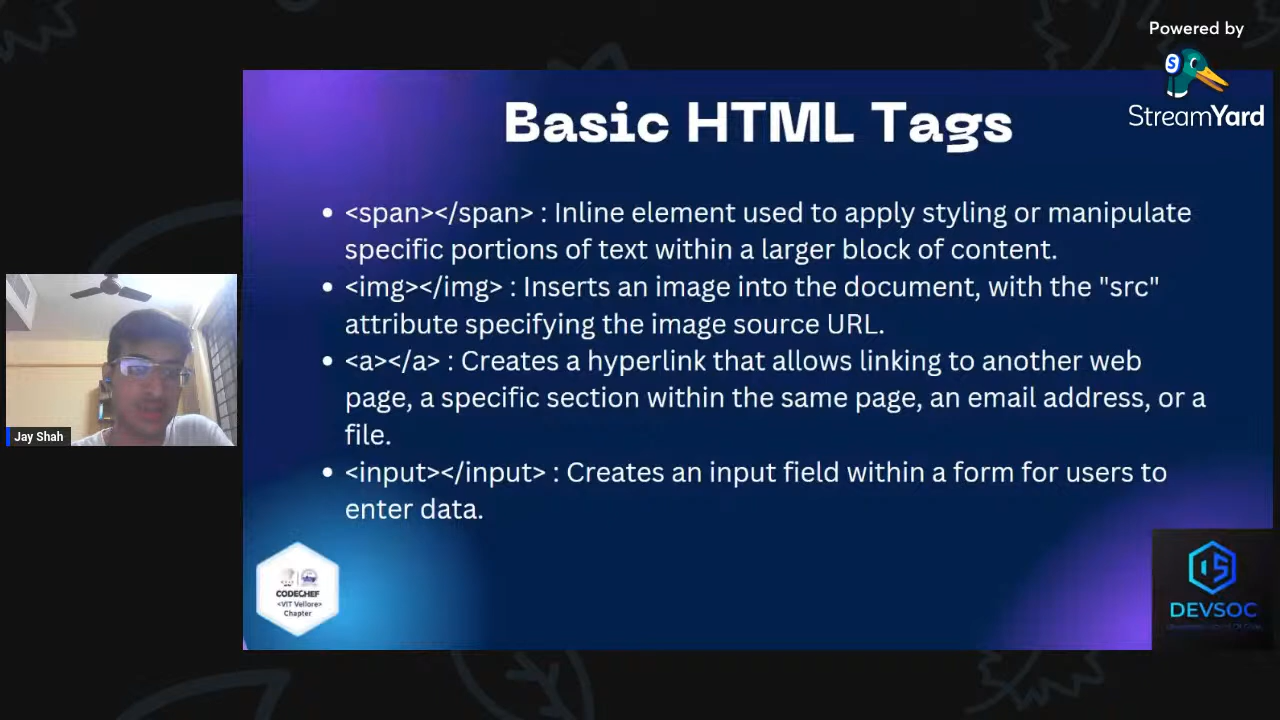 Powered by
StreamYard
Basic HTML Tags
• <span></span> : Inline element used to apply styling or manipulate
specific portions of text within a larger block of content.
• <img></img> : Inserts an image into the document, with the "src"
attribute specifying the image source URL.
• <a></a> : Creates a hyperlink that allows linking to another web
page, a specific section within the same page, an email address, or a
file.
• <input></input> : Creates an input field within a form for users to
enter data.
Jay Shah
CODECHEF
<VIT Vellore>
Chapter
DEVSOC